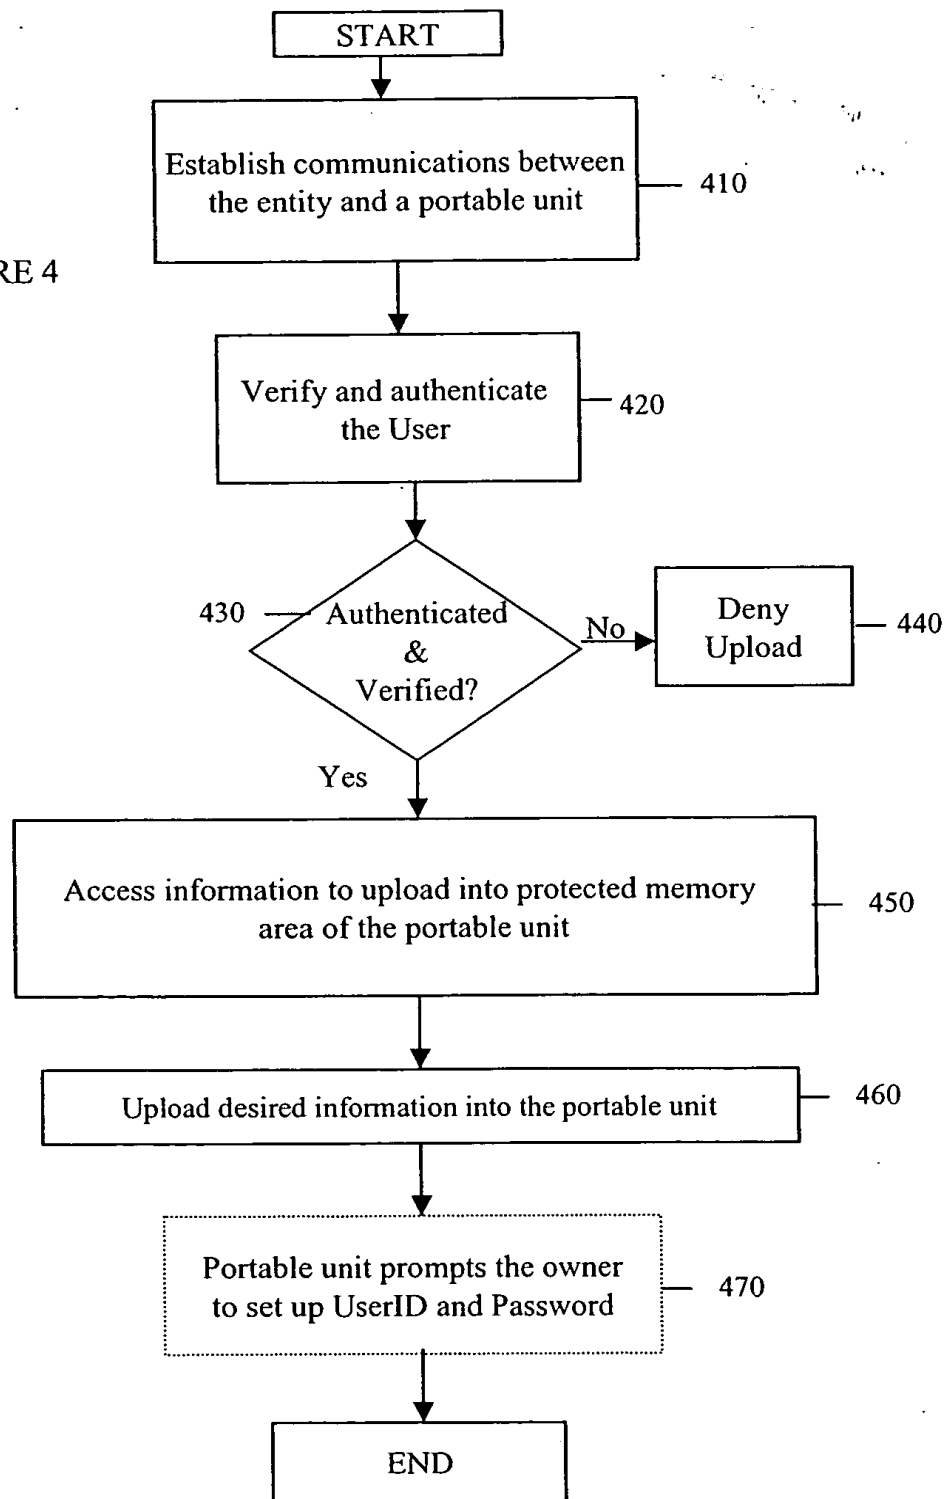 START
Establish communications between
the entity and a portable unit
410
RE 4
Verify and authenticate
the User
420
430
Authenticated
&
Verified?
No
Deny
Upload
440
Yes
Access information to upload into protected memory
area of the portable unit
450
Upload desired information into the portable unit
460
Portable unit prompts the owner
to set up UserID and Password
470
END